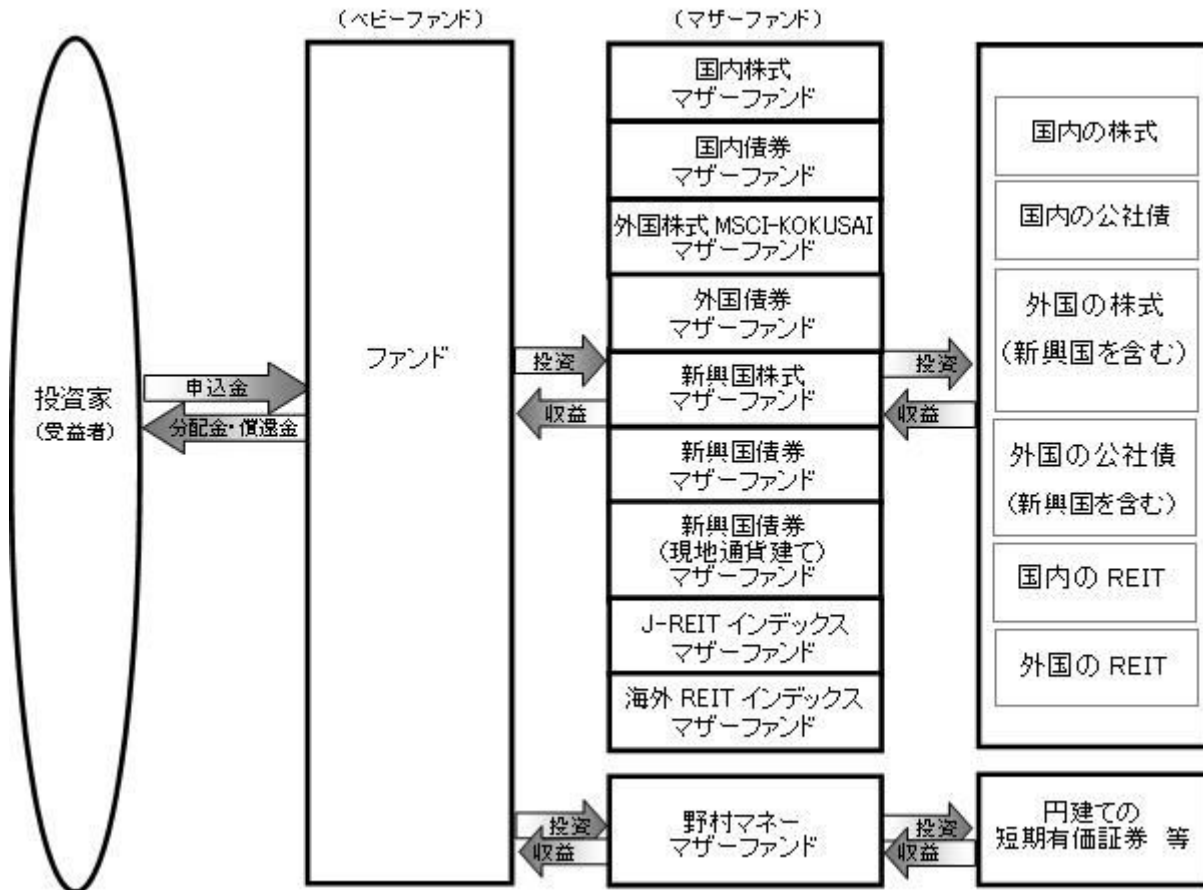 （ベビーファンド）
（マザーファンド）
投資家
（受益者）
申込金
分配金・償還金
ファンド
投資
収益
国内株式
マザーファンド
国内債券
マザーファンド
外国株式 MSCI-KOKUSAI
マザーファンド
外国債券
マザーファンド
新興国株式
マザーファンド
新興国債券
マザーファンド
新興国債券
（現地通貨建て）
マザーファンド
J-REIT インデックス
マザーファンド
海外 REIT インデックス
マザーファンド
投資
収益
国内の株式
国内の公社債
外国の株式
（新興国を含む）
外国の公社債
（新興国を含む）
国内の REIT
外国の REIT
投資
収益
野村マネー
マザーファンド
投資
収益
円建ての
短期有価証券 等